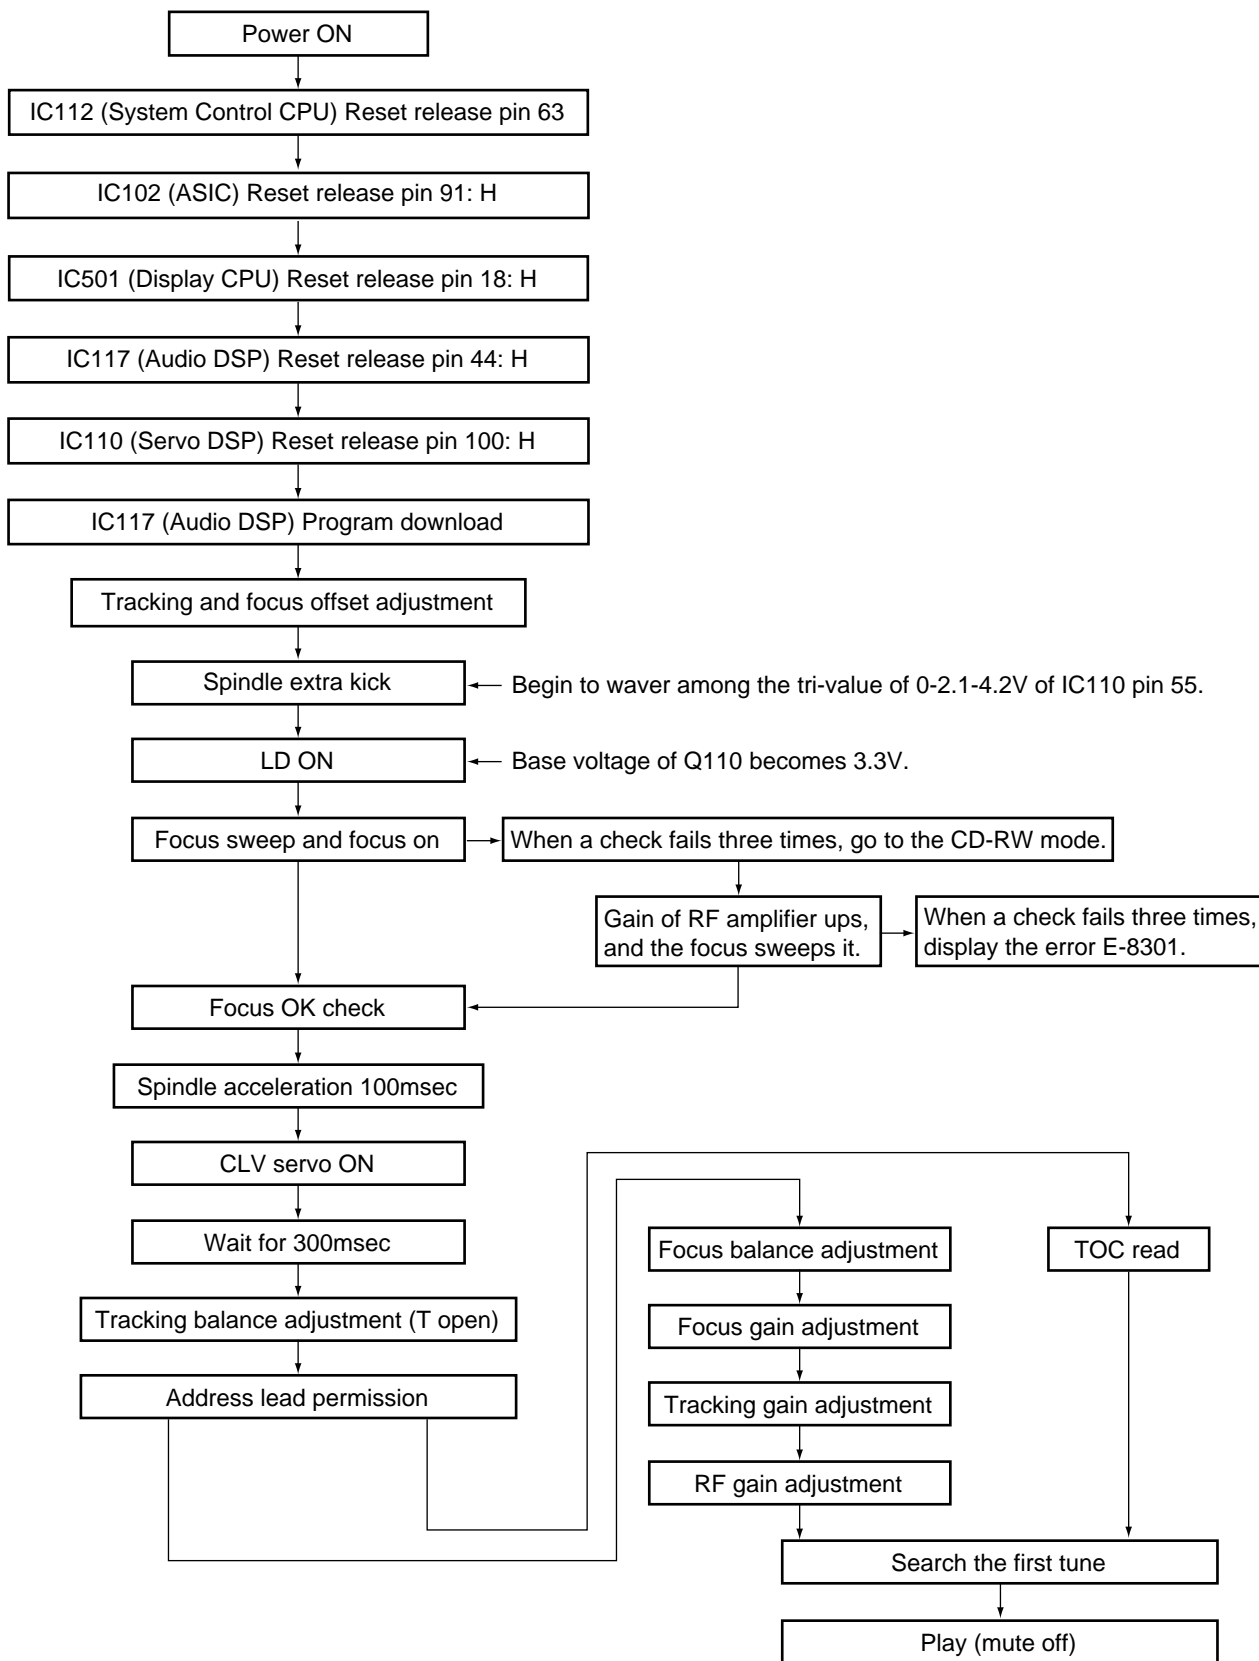 Power ON
IC112 (System Control CPU) Reset release pin 63
IC102 (ASIC) Reset release pin 91: H
IC501 (Display CPU) Reset release pin 18: H
IC117 (Audio DSP) Reset release pin 44: H
IC110 (Servo DSP) Reset release pin 100: H
IC117 (Audio DSP) Program download
Tracking and focus offset adjustment
Spindle extra kick
Begin to waver among the tri-value of 0-2.1-4.2V of IC110 pin 55.
LD ON
Base voltage of Q110 becomes 3.3V.
Focus sweep and focus on
When a check fails three times, go to the CD-RW mode.
Gain of RF amplifier ups,
and the focus sweeps it.
When a check fails three times,
display the error E-8301.
Focus OK check
Spindle acceleration 100msec
CLV servo ON
Wait for 300msec
Tracking balance adjustment (T open)
Address lead permission
Focus balance adjustment
Focus gain adjustment
Tracking gain adjustment
RF gain adjustment
TOC read
Search the first tune
Play (mute off)